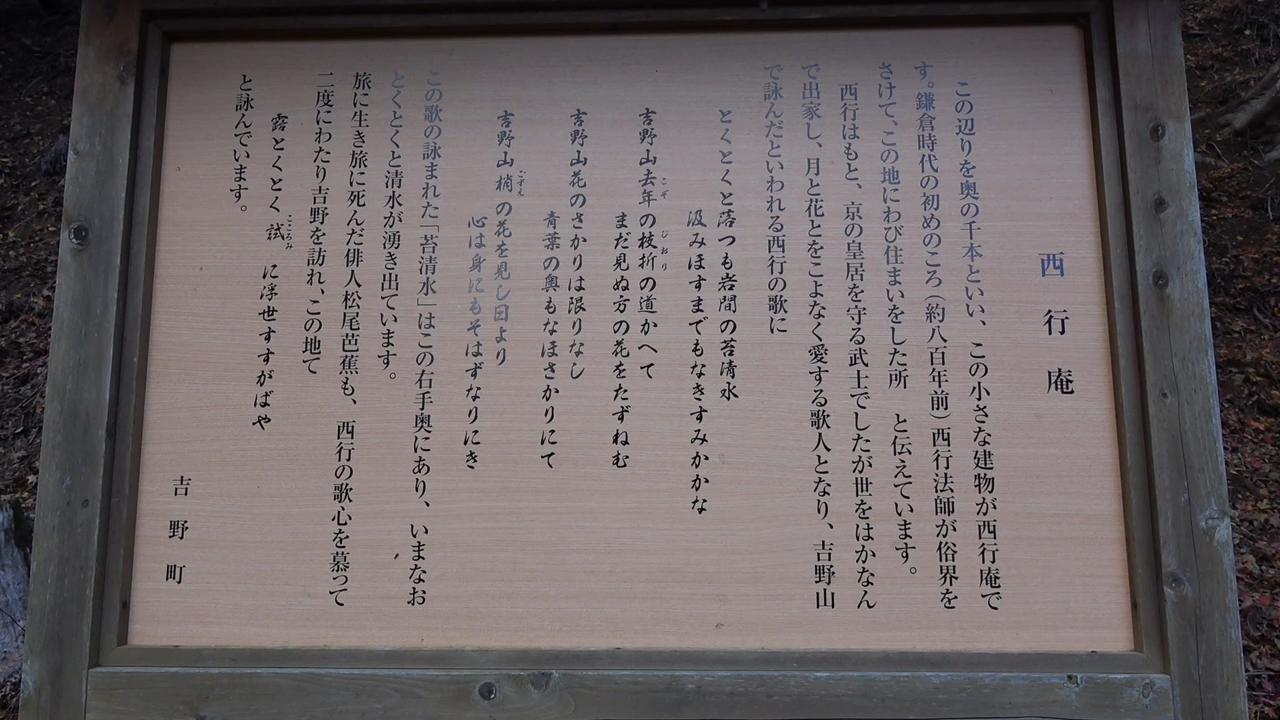 西行庵
この辺りを奥の千本といい、この小さな建物が西行庵で
す。鎌倉時代の初めのころ（約八百年前）西行法師が俗界を
さけて、この地にわび住まいをした所　と伝えています。
西行はもと、京の皇居を守る武士でしたが世をはかなん
で出家し、月と花とをこよなく愛する歌人となり、吉野山
で詠んだといわれる西行の歌に
とくとくと落つも岩間の苔清水
汲みほすまでもなきすみかかな
吉野山去年の枝折の道かへて
こぞ　しおり
まだ見ぬ方の花をたずねむ
吉野山花のさかりは限りなし
青葉の奥もなほさかりにて
吉野山梢の花を見し日より
こずえ
心は身にもそはずなりにき
この歌の詠まれた「苔清水」はこの右手奥にあり、いまなお
とくとくと清水が湧き出ています。
旅に生き旅に死んだ俳人松尾芭蕉も、西行の歌心を慕って
二度にわたり吉野を訪れ、この地て
露とくとく試に浮世すすがばや
こころみ
と詠んでいます。
吉野町